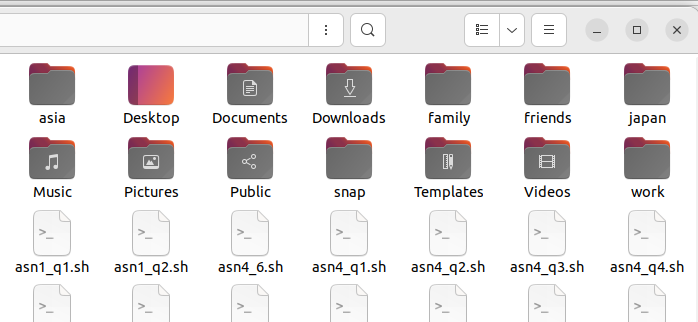 asia Desktop Documents Downloads family friends japan
Music Pictures Public snap Templates Videos work
asn1_q1.sh asn1_q2.sh asn4_6.sh asn4_q1.sh asn4_q2.sh asn4_q3.sh asn4_q4.sh